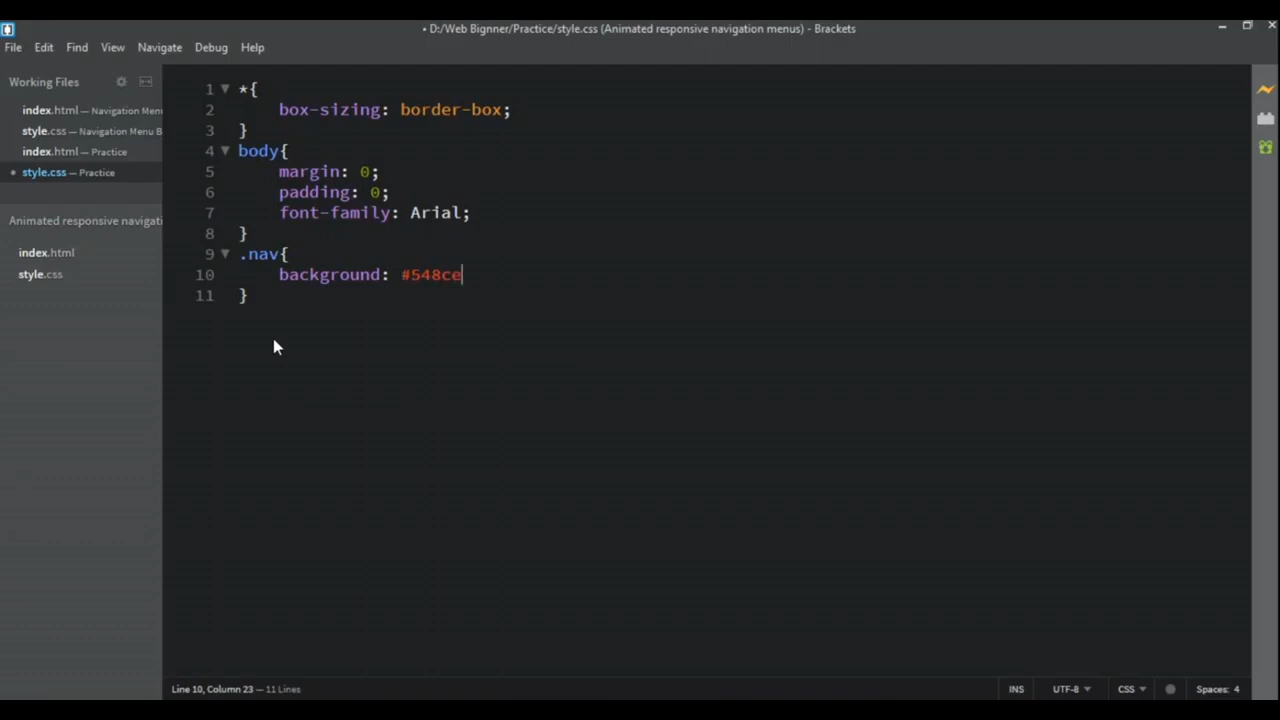 • D:/Web Bignner/Practice/style.css (Animated responsive navigation menus) - Brackets
File Edit Find View Navigate Debug Help
Working Files
index.html — Navigation Men
style.css — Navigation Menu B
index.html — Practice
• style.css — Practice
Animated responsive navigati
index.html
style.css
1 *{
2 box-sizing: border-box;
3 }
4 body{
5 margin: 0;
6 padding: 0;
7 font-family: Arial;
8 }
9 .nav{
10 background: #548ce
11 }
Line 10, Column 23 — 11 Lines
INS UTF-8 CSS Spaces: 4